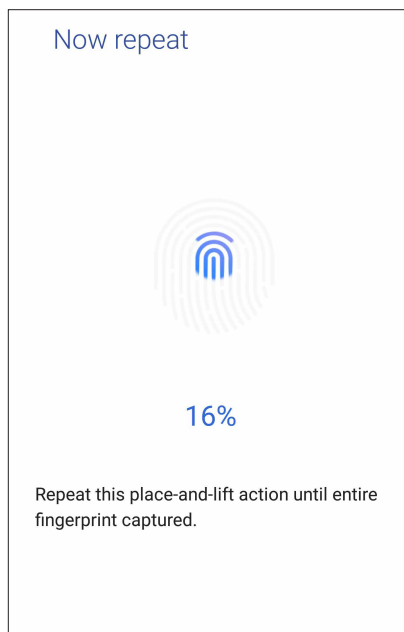 Now repeat
16%
Repeat this place-and-lift action until entire
fingerprint captured.